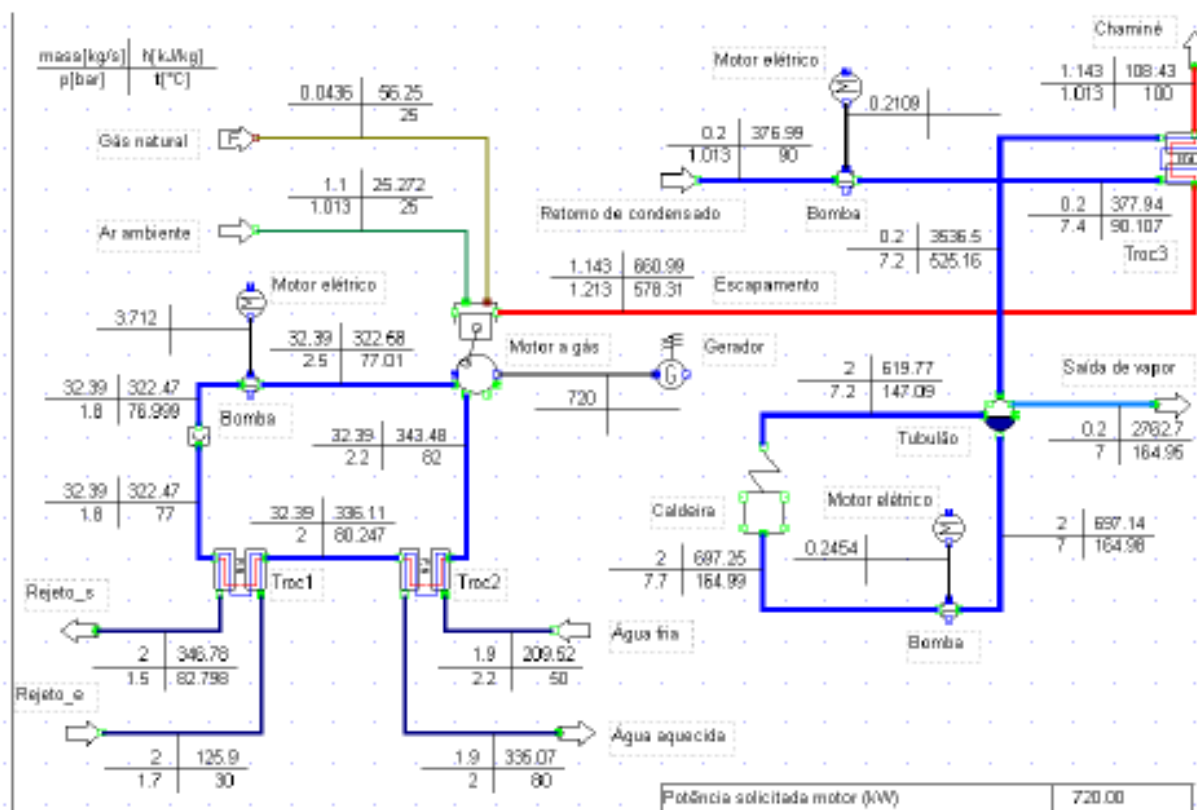 mass[kg/s] h[kJ/kg]
p[bar] t[°C]
0.0436 56.25
25
Gás natural
F
1.1 25.272
1.013 25
Ar ambiente
Motor elétrico
M
3.712
32.39 322.68
2.5 77.01
32.39 322.47
1.8 76.999
Bomba
32.39 343.48
2.2 82
32.39 322.47
1.8 77
32.39 336.11
2 80.247
Troc1
Troc2
Rejeto_s
2 346.78
1.5 82.798
Rejeto_e
2 125.9
1.7 30
1.9 209.52
2.2 50
Água fria
1.9 335.07
2 80
Água aquecida
Motor a gás
720
G
Gerador
1.143 660.99
1.213 578.31
Escapamento
Motor elétrico
M
0.2109
0.2 376.99
1.013 90
Retorno de condensado
Bomba
Chaminé
1.143 108.43
1.013 100
0.2 377.94
7.4 90.107
Troc3
0.2 3536.5
7.2 525.16
2 619.77
7.2 147.09
Saída de vapor
0.2 2762.7
7 164.95
Tubulão
Caldeira
Motor elétrico
M
0.2454
2 697.14
7 164.98
2 697.25
7.7 164.99
Bomba
Potência solicitada motor (kW) 720.00